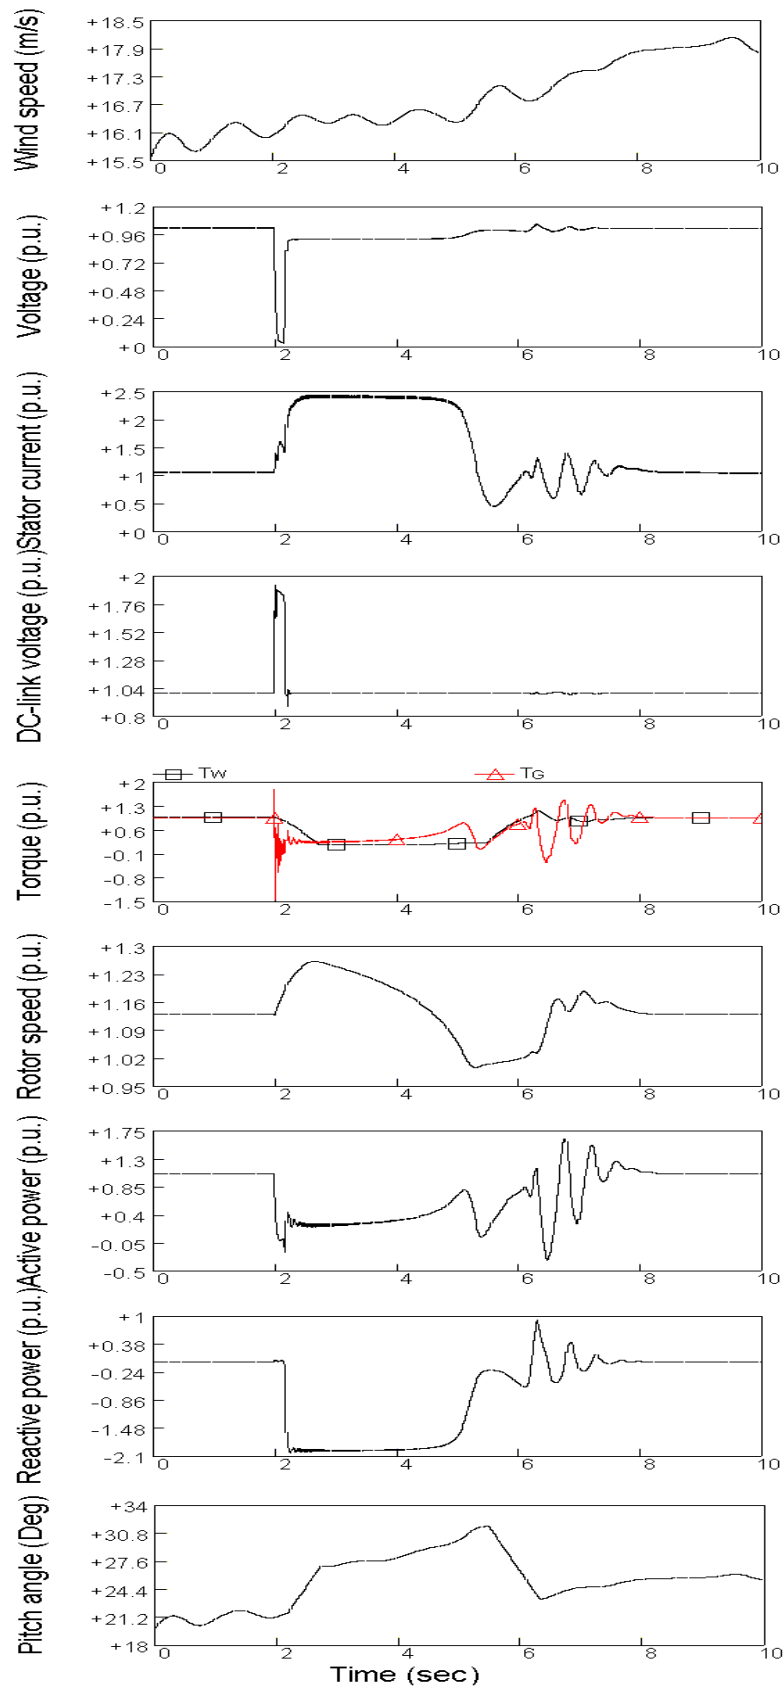 Wind speed (m/s)
+18.5
+17.9
+17.3
+16.7
+16.1
+15.5
0 2 4 6 8 10
Voltage (p.u.)
+1.2
+0.96
+0.72
+0.48
+0.24
+0
0 2 4 6 8 10
Stator current (p.u.)
+2.5
+2
+1.5
+1
+0.5
+0
0 2 4 6 8 10
DC-link voltage (p.u.)
+2
+1.76
+1.52
+1.28
+1.04
+0.8
0 2 4 6 8 10
Torque (p.u.)
TW TG
+2
+1.3
+0.6
-0.1
-0.8
-1.5
0 2 4 6 8 10
Rotor speed (p.u.)
+1.3
+1.23
+1.16
+1.09
+1.02
+0.95
0 2 4 6 8 10
Active power (p.u.)
+1.75
+1.3
+0.85
+0.4
-0.05
-0.5
0 2 4 6 8 10
Reactive power (p.u.)
+1
+0.38
-0.24
-0.86
-1.48
-2.1
0 2 4 6 8 10
Pitch angle (Deg)
+34
+30.8
+27.6
+24.4
+21.2
+18
0 2 4 6 8 10
Time (sec)